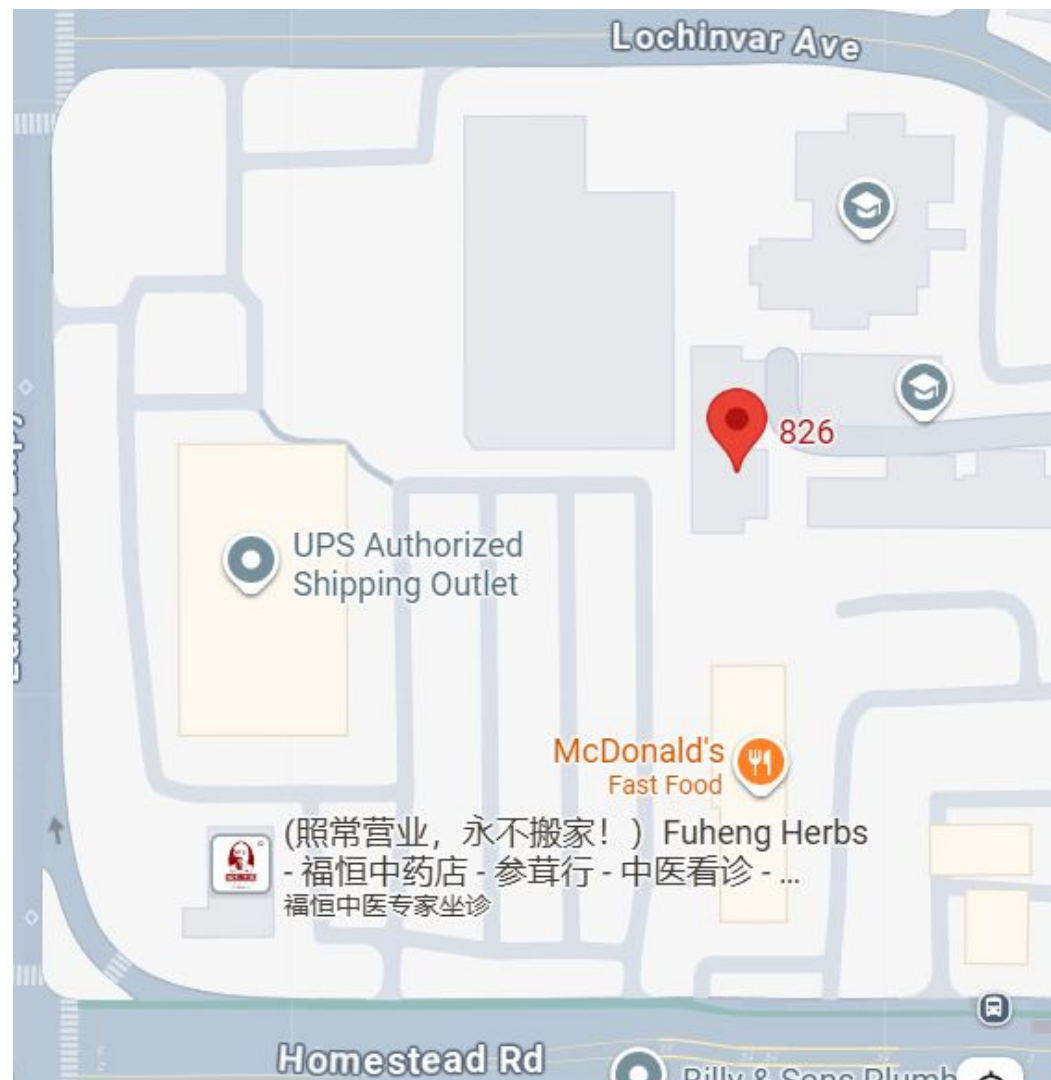 Lochinvar Ave
826
UPS Authorized
Shipping Outlet
McDonald's
Fast Food
(照常营业，永不搬家！) Fuheng Herbs
- 福恒中药店 - 参茸行 - 中医看诊 - ...
福恒中医专家坐诊
Homestead Rd
Billy & Sons